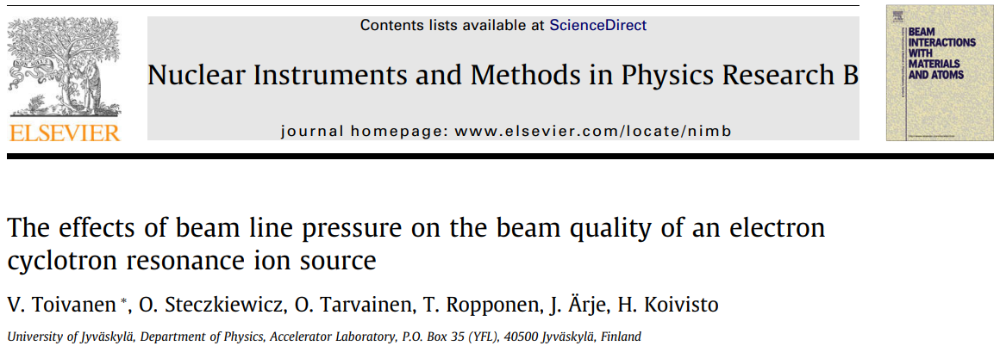 Contents lists available at ScienceDirect
Nuclear Instruments and Methods in Physics Research B
journal homepage: www.elsevier.com/locate/nimb
ELSEVIER
BEAM
INTERACTIONS
WITH
MATERIALS
AND ATOMS
The effects of beam line pressure on the beam quality of an electron
cyclotron resonance ion source
V. Toivanen *, O. Steczkiewicz, O. Tarvainen, T. Ropponen, J. Ärje, H. Koivisto
University of Jyväskylä, Department of Physics, Accelerator Laboratory, P.O. Box 35 (YFL), 40500 Jyväskylä, Finland